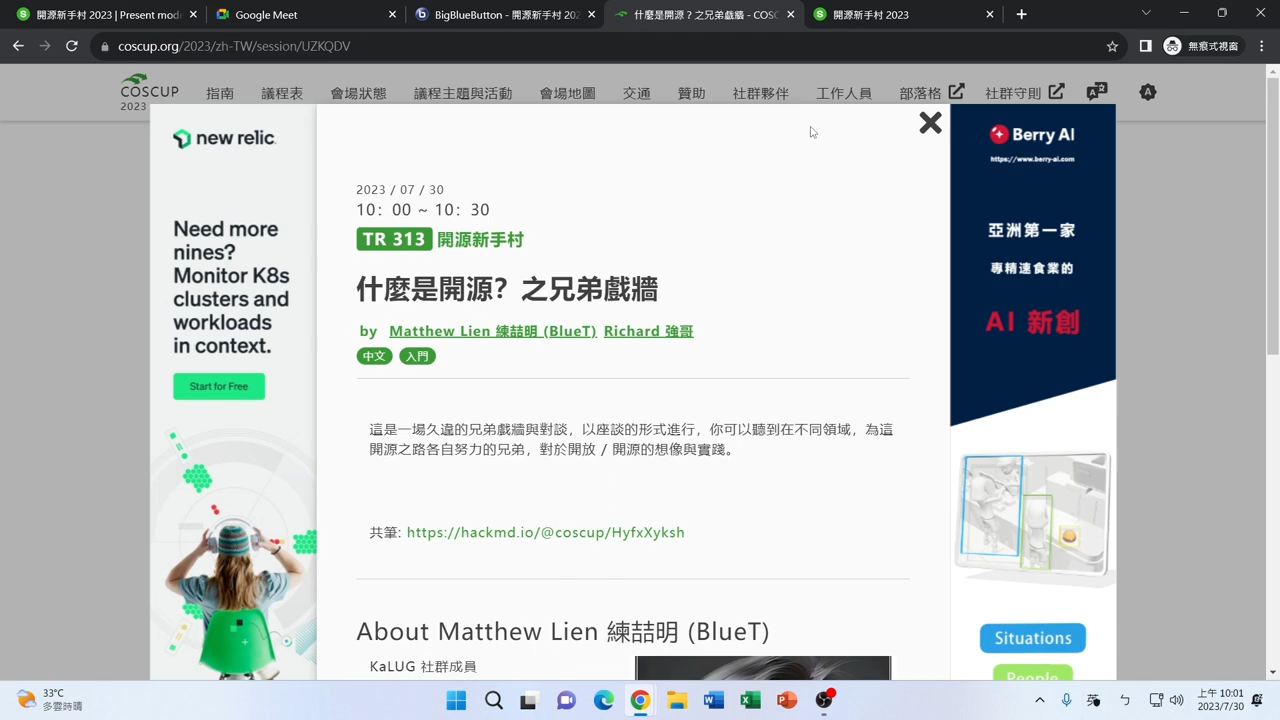 開源新手村 2023 | Present mod
Google Meet
BigBlueButton - 開源新手村 202
什麼是開源？之兄弟戲牆 - COSC
開源新手村 2023
coscup.org/2023/zh-TW/session/UZKQDV
無痕式視窗
COSCUP
2023
指南
議程表
會場狀態
議程主題與活動
會場地圖
交通
贊助
社群夥伴
工作人員
部落格
社群守則
new relic
Need more
nines?
Monitor K8s
clusters and
workloads
in context.
Start for Free
2023 / 07 / 30
10：00 ~ 10：30
TR 313 開源新手村
什麼是開源？之兄弟戲牆
by Matthew Lien 練喆明 (BlueT) Richard 強哥
中文 入門
這是一場久違的兄弟戲牆與對談，以座談的形式進行，你可以聽到在不同領域，為這
開源之路各自努力的兄弟，對於開放 / 開源的想像與實踐。
共筆: https://hackmd.io/@coscup/HyfxXyksh
About Matthew Lien 練喆明 (BlueT)
KaLUG 社群成員
Berry AI
https://www.berry-ai.com
亞洲第一家
專精速食業的
AI 新創
Situations
People
33°C
多雲時晴
英
上午 10:01
2023/7/30